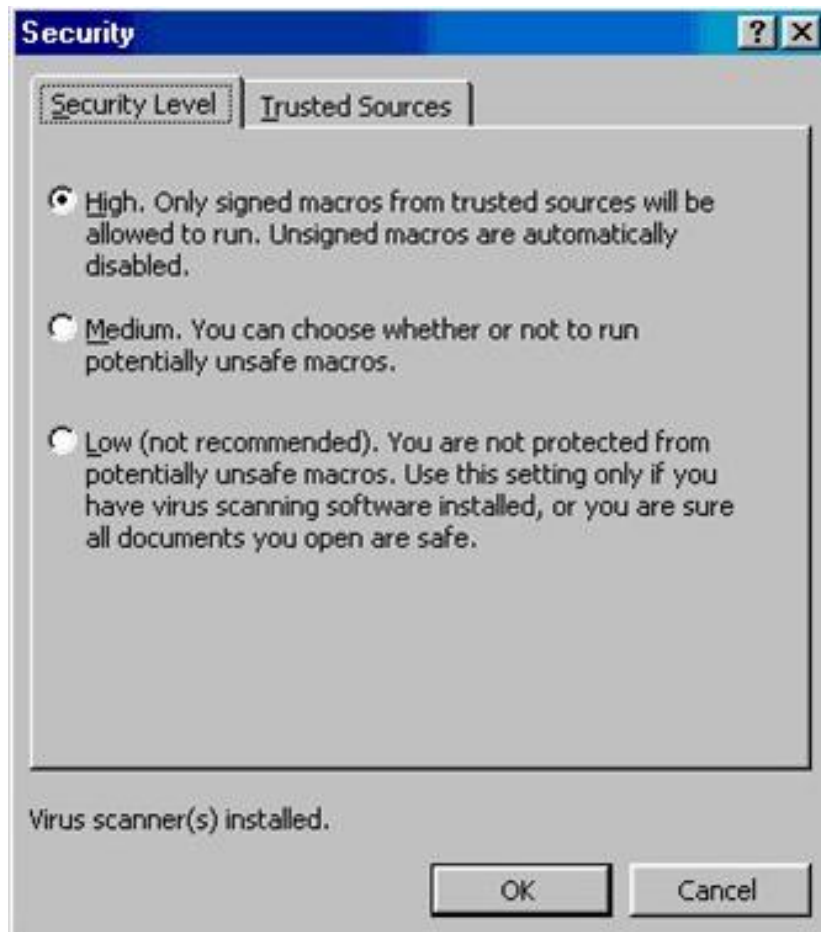 Security
Security Level Trusted Sources
High. Only signed macros from trusted sources will be
allowed to run. Unsigned macros are automatically
disabled.
Medium. You can choose whether or not to run
potentially unsafe macros.
Low (not recommended). You are not protected from
potentially unsafe macros. Use this setting only if you
have virus scanning software installed, or you are sure
all documents you open are safe.
Virus scanner(s) installed.
OK Cancel